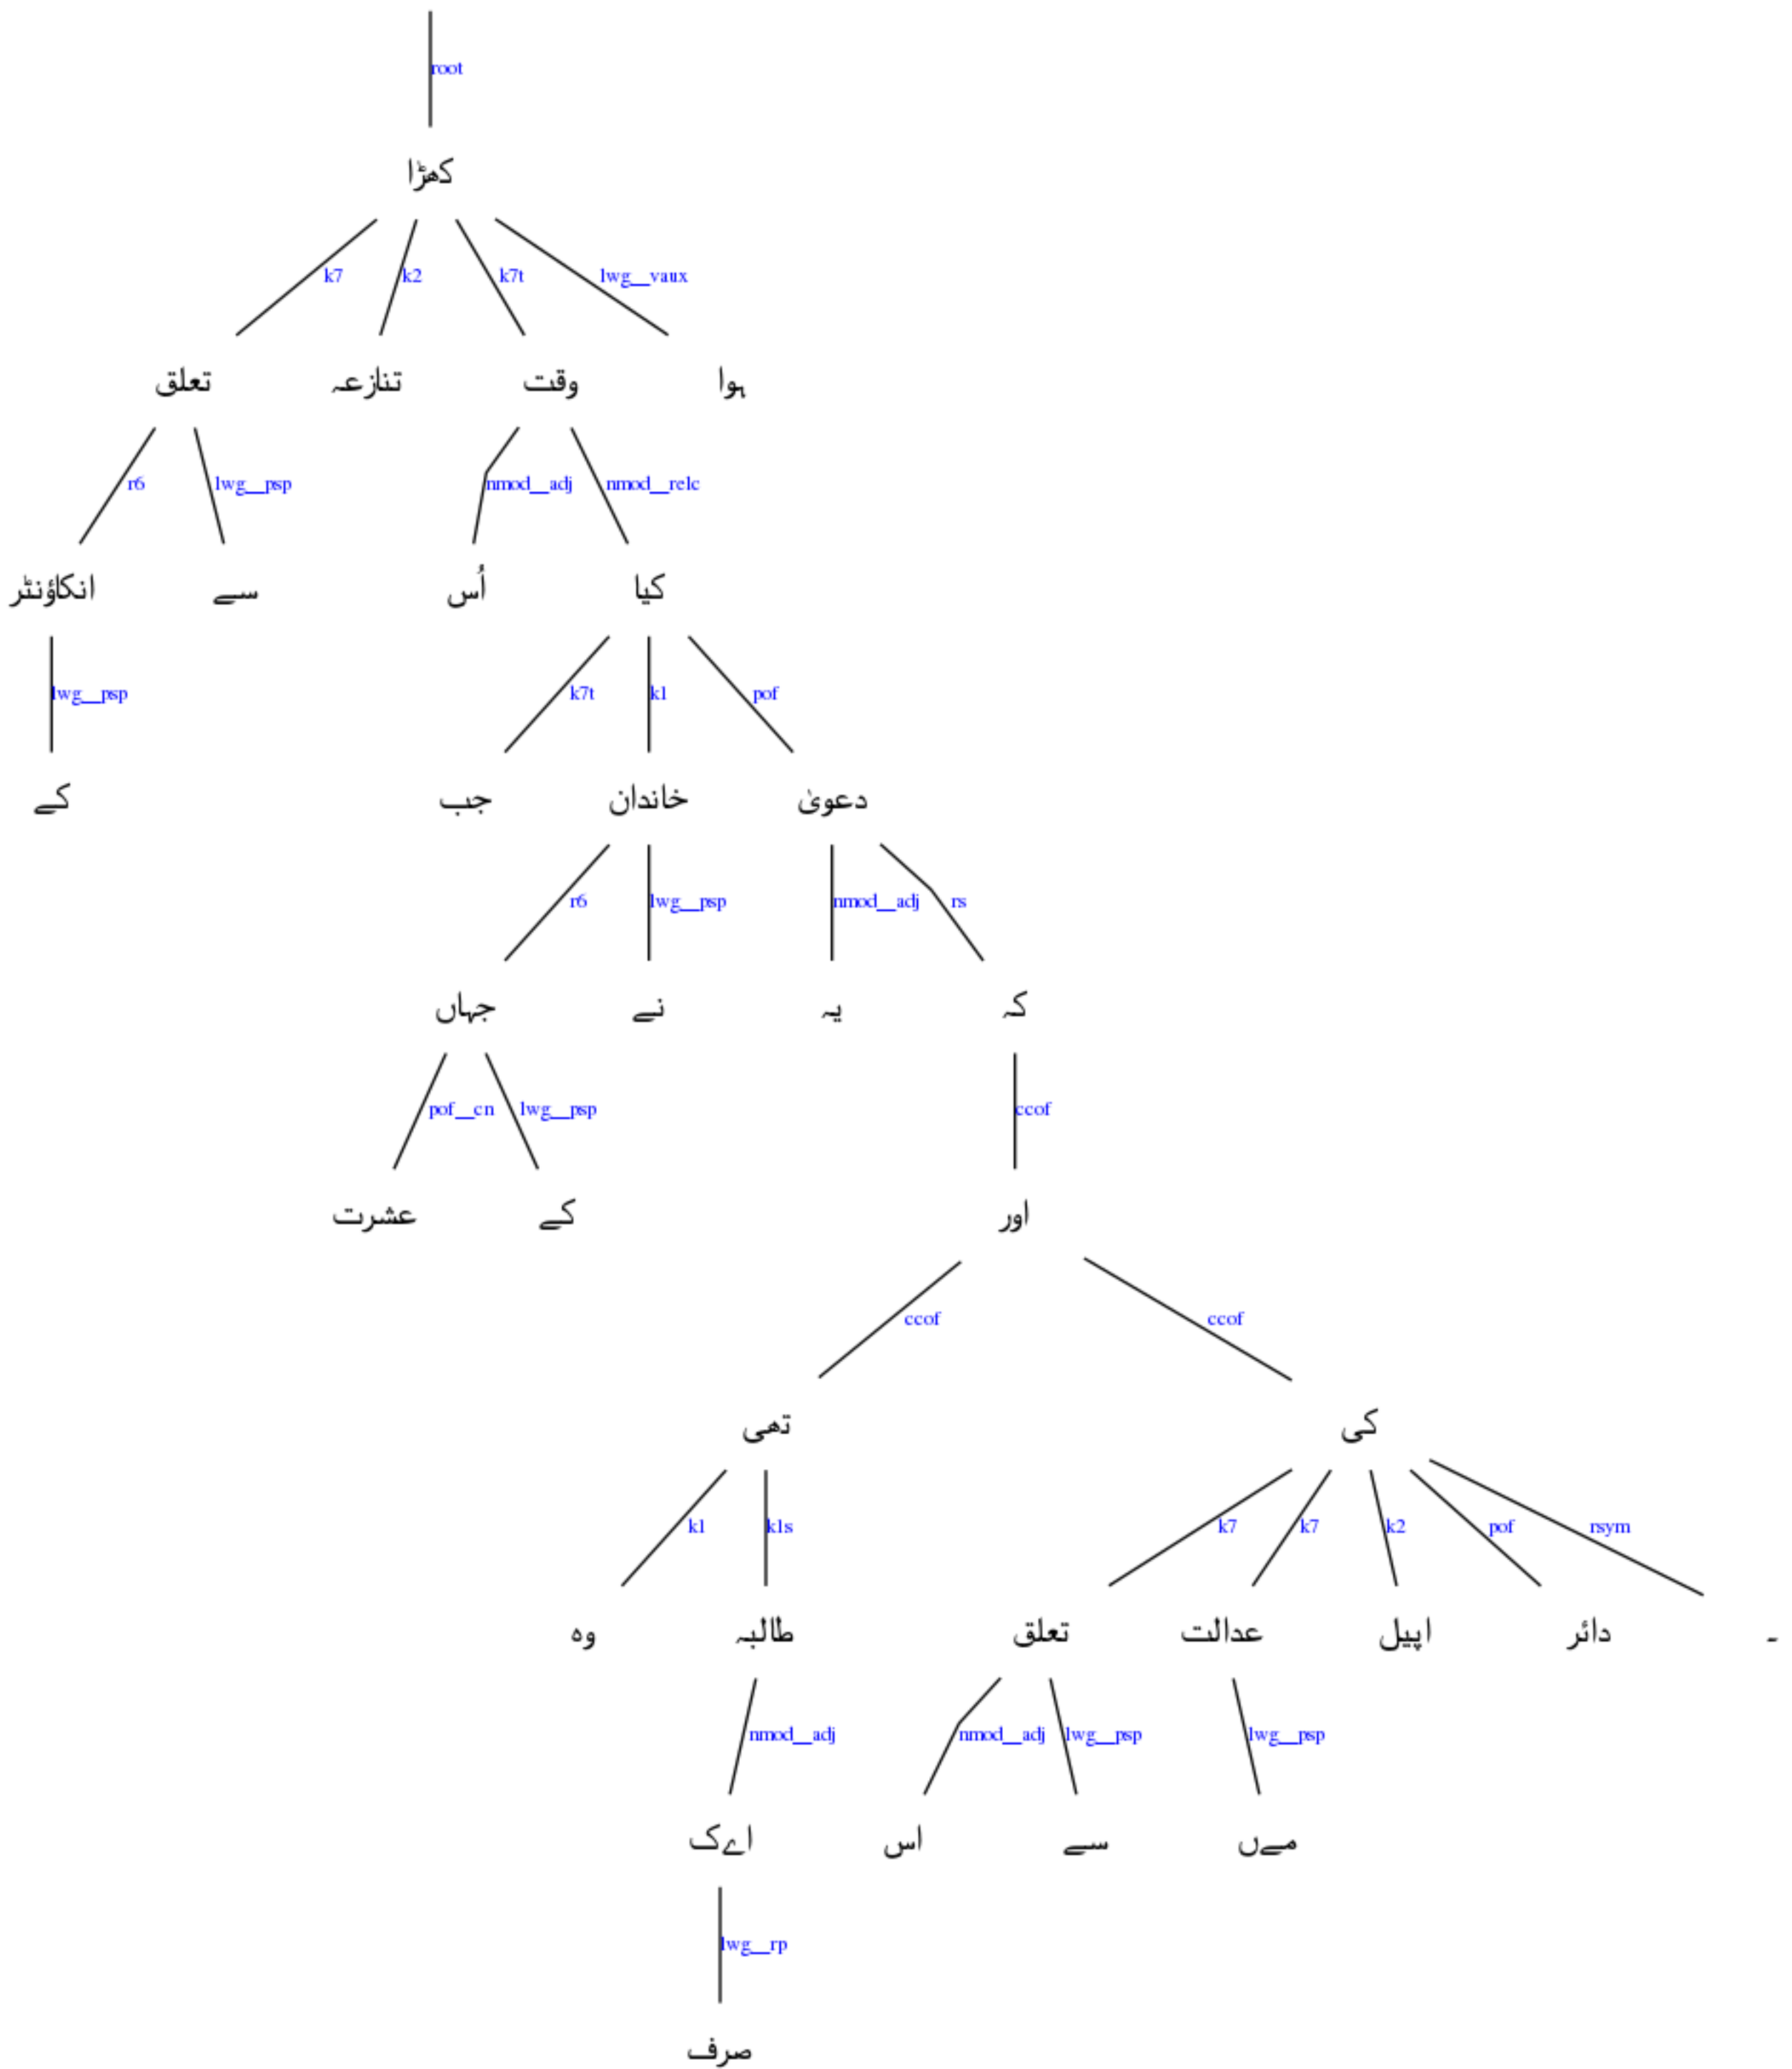 root
کھڑا
k7 k2 k7t lwg__vaux
تعلق تنازعہ وقت ہوا
r6 lwg__psp nmod__adj nmod__relc
انکاؤنٹر سے اُس کیا
lwg__psp k7t k1 pof
کے جب خاندان دعویٰ
r6 lwg__psp nmod__adj rs
جہاں نے یہ کہ
pof__cn lwg__psp ccof
عشرت کے اور
ccof ccof
تھی کی
k1 k1s k7 k7 k2 pof rsym
وہ طالبہ تعلق عدالت اپیل دائر ۔
nmod__adj nmod__adj lwg__psp lwg__psp
اےک اس سے مےں
lwg__rp
صرف